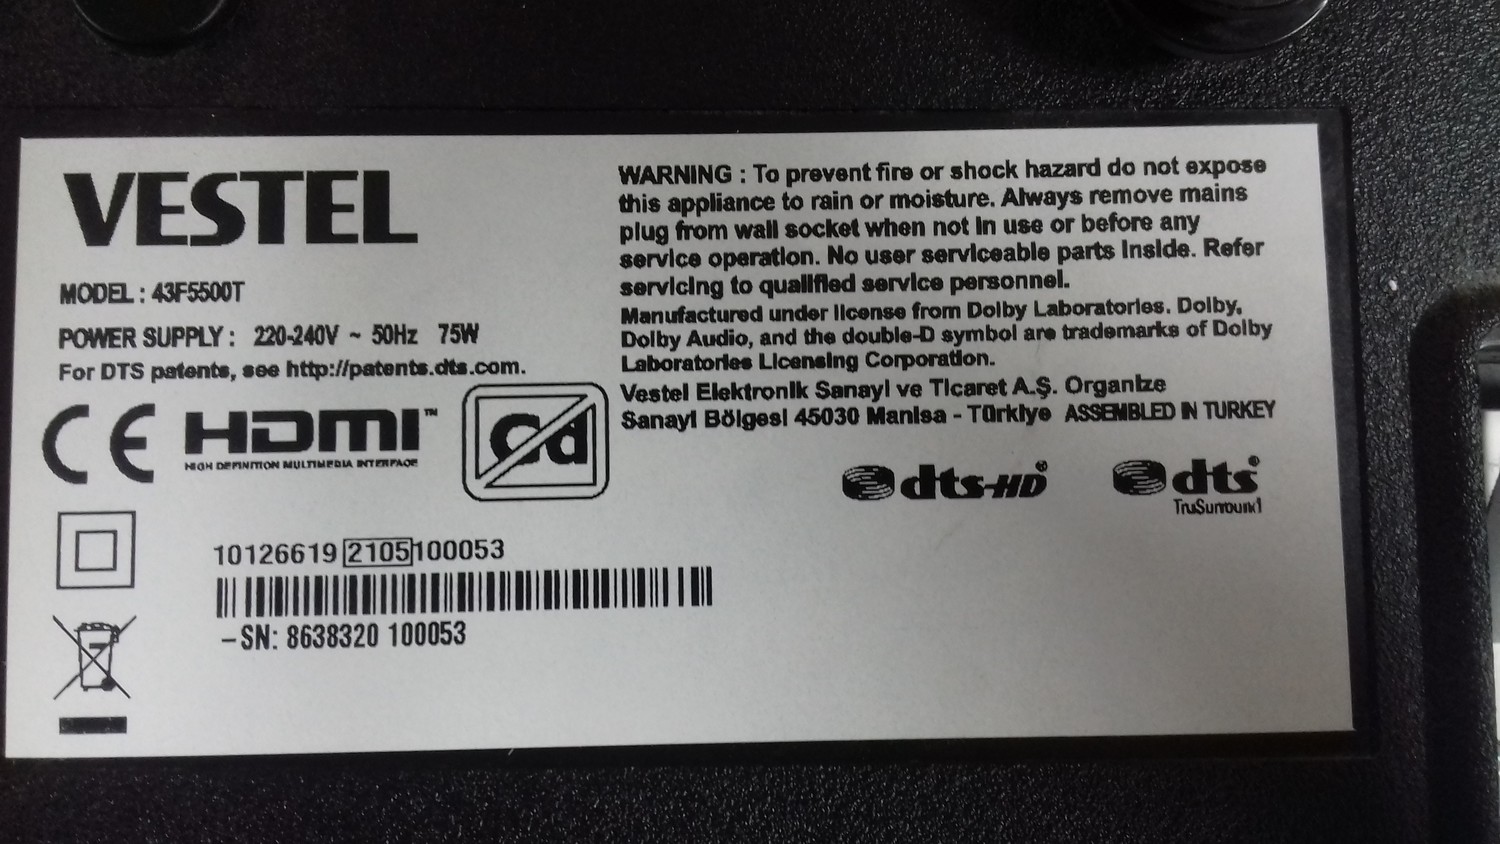 VESTEL
MODEL : 43F5500T
POWER SUPPLY : 220-240V ~ 50Hz 75W
For DTS patents, see http://patents.dts.com.
CE HDMI™
HIGH DEFINITION MULTIMEDIA INTERFACE
Cd
WARNING : To prevent fire or shock hazard do not expose
this appliance to rain or moisture. Always remove mains
plug from wall socket when not in use or before any
service operation. No user serviceable parts inside. Refer
servicing to qualified service personnel.
Manufactured under license from Dolby Laboratories. Dolby,
Dolby Audio, and the double-D symbol are trademarks of Dolby
Laboratories Licensing Corporation.
Vestel Elektronik Sanayi ve Ticaret A.Ş. Organize
Sanayi Bölgesi 45030 Manisa - Türkiye ASSEMBLED IN TURKEY
dts-HD®
dts®
TruSurround
10126619 2105 100053
–SN: 8638320 100053